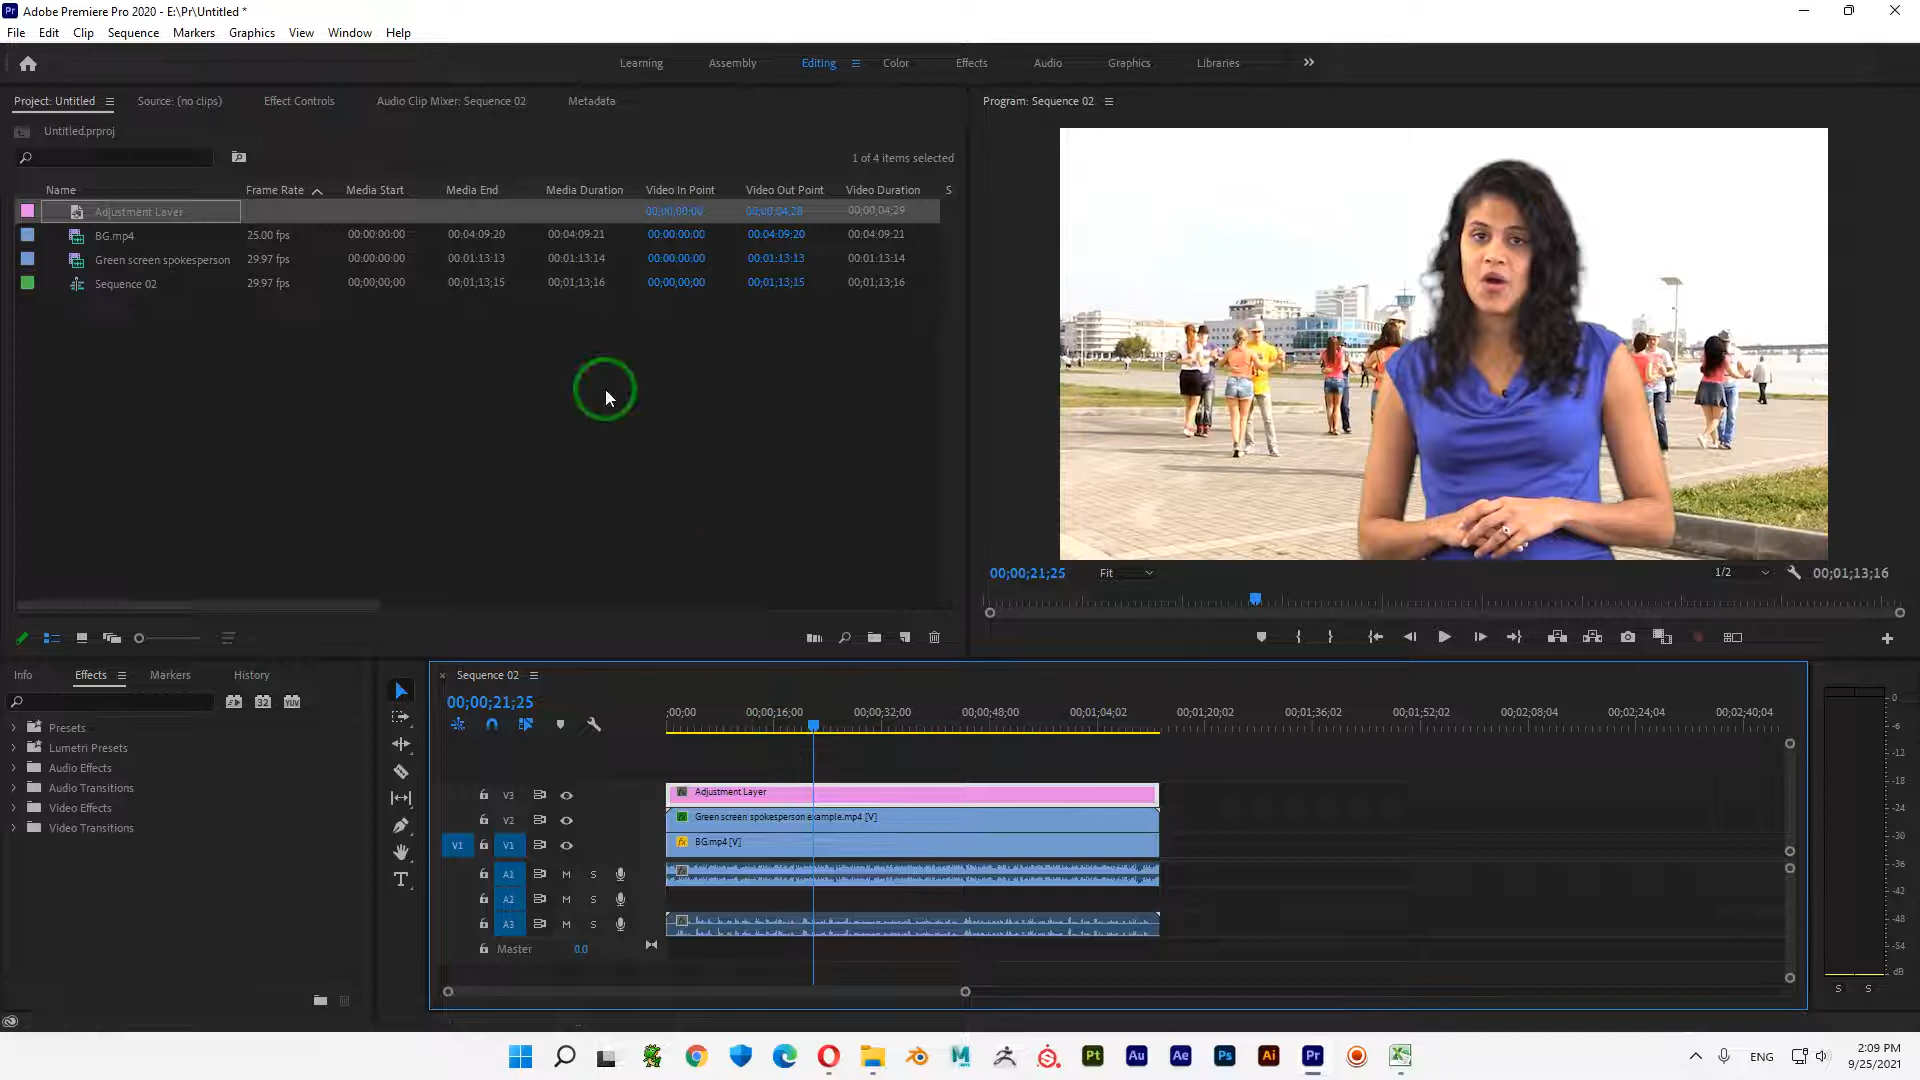 Adobe Premiere Pro 2020 - E:\Pr\Untitled *
File Edit Clip Sequence Markers Graphics View Window Help
Learning Assembly Editing Color Effects Audio Graphics Libraries
Project: Untitled Source: (no clips) Effect Controls Audio Clip Mixer: Sequence 02 Metadata
Program: Sequence 02
Untitled.prproj
1 of 4 items selected
Name Frame Rate Media Start Media End Media Duration Video In Point Video Out Point Video Duration S
Adjustment Layer 00;00;00;00 00;00;04;28 00;00;04;29
BG.mp4 25.00 fps 00:00:00:00 00:04:09:20 00:04:09:21 00:00:00:00 00:04:09:20 00:04:09:21
Green screen spokesperson 29.97 fps 00:00:00:00 00:01:13:13 00:01:13:14 00:00:00:00 00:01:13:13 00:01:13:14
Sequence 02 29.97 fps 00;00;00;00 00;01;13;15 00;01;13;16 00;00;00;00 00;01;13;15 00;01;13;16
00;00;21;25 Fit 1/2 00;01;13;16
Info Effects Markers History
Presets
Lumetri Presets
Audio Effects
Audio Transitions
Video Effects
Video Transitions
32 YUV
Sequence 02
00;00;21;25
;00;00 00;00;16;00 00;00;32;00 00;00;48;00 00;01;04;02 00;01;20;02 00;01;36;02 00;01;52;02 00;02;08;04 00;02;24;04 00;02;40;04
V3 Adjustment Layer
V2 Green screen spokesperson example.mp4 [V]
V1 V1 fx BG.mp4 [V]
A1 M S
A2 M S
A3 M S
Master 0.0
0
-6
-12
-18
-24
-30
-36
-42
-48
-54
dB
S S
Pt Au Ae Ps Ai Pr
ENG
2:09 PM
9/25/2021